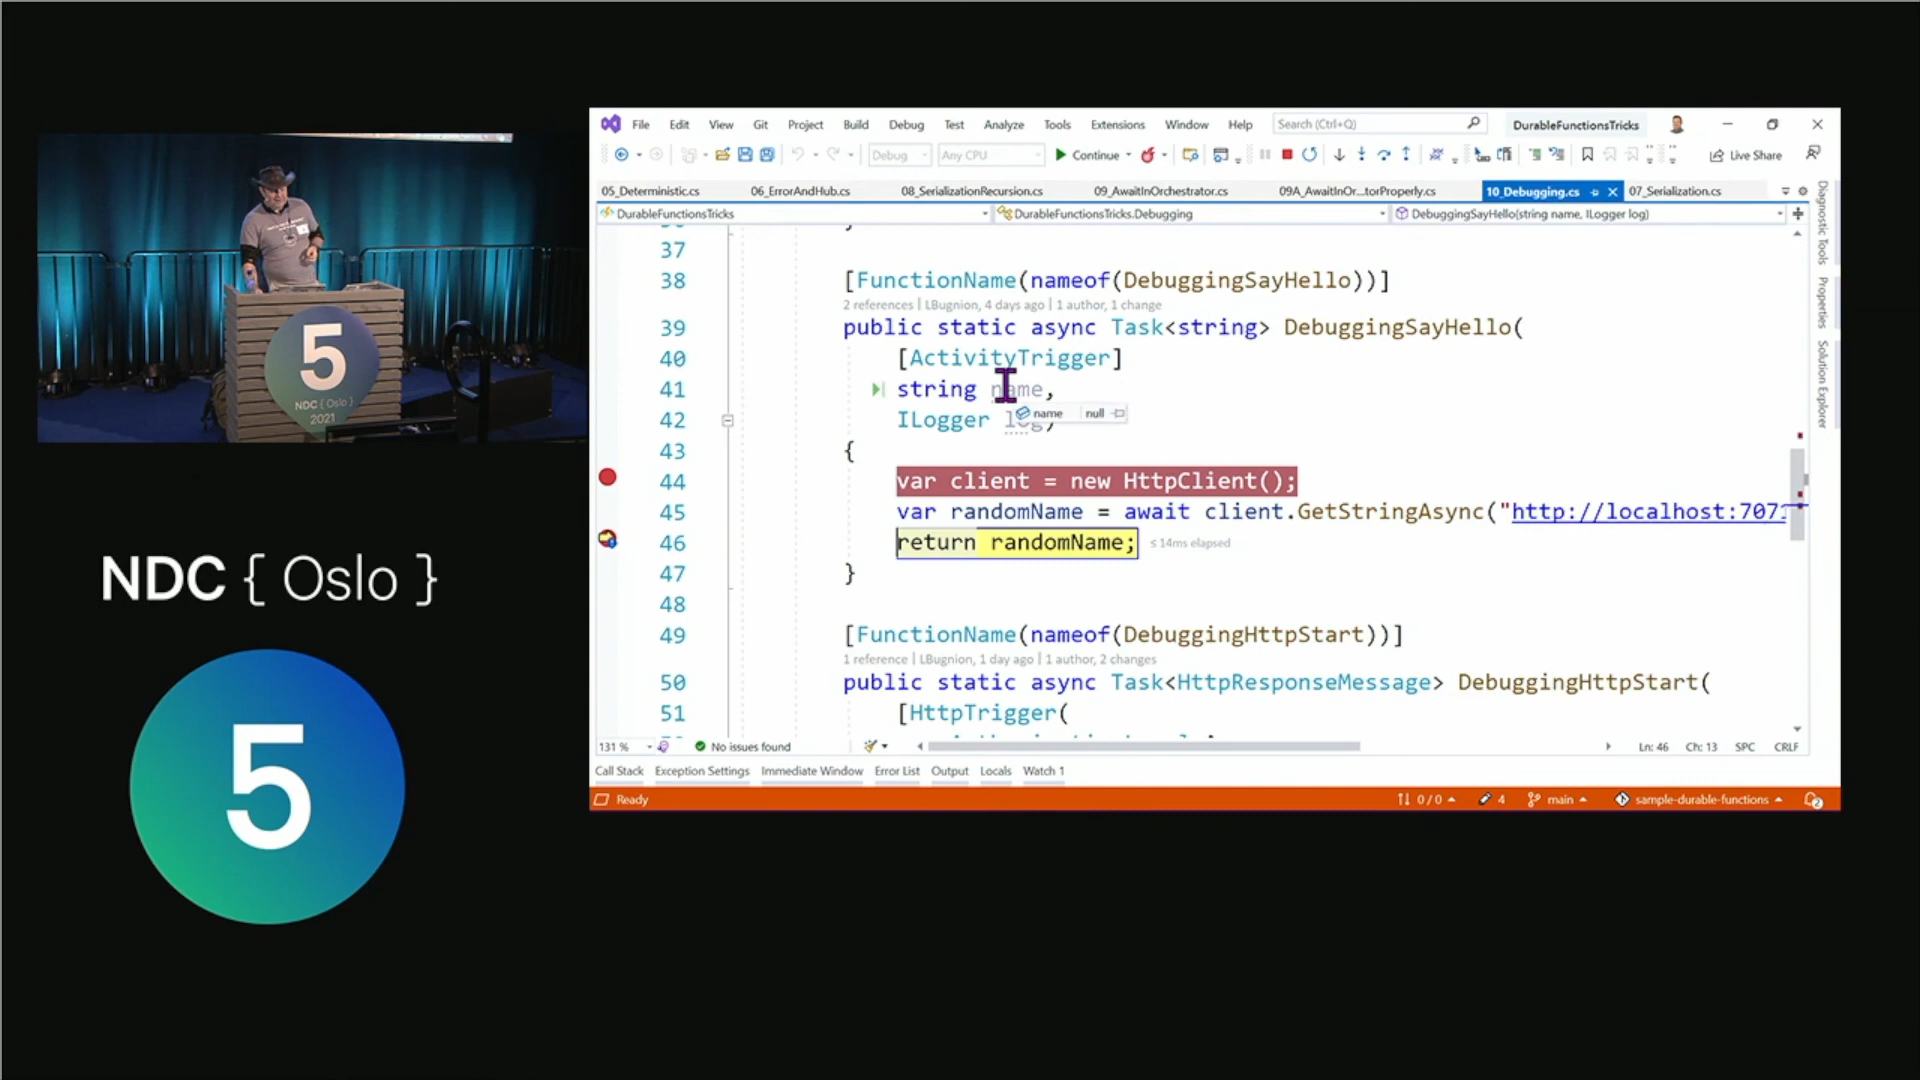 File Edit View Git Project Build Debug Test Analyze Tools Extensions Window Help Search (Ctrl+Q) DurableFunctionsTricks
Debug Any CPU Continue Live Share
05_Deterministic.cs 06_ErrorAndHub.cs 08_SerializationRecursion.cs 09_AwaitInOrchestrator.cs 09A_AwaitInOr...torProperly.cs 10_Debugging.cs 07_Serialization.cs
DurableFunctionsTricks DurableFunctionsTricks.Debugging DebuggingSayHello(string name, ILogger log)
37
38 [FunctionName(nameof(DebuggingSayHello))]
2 references | LBugnion, 4 days ago | 1 author, 1 change
39 public static async Task<string> DebuggingSayHello(
40 [ActivityTrigger]
41 string name,
name null
42 ILogger log)
43 {
44 var client = new HttpClient();
45 var randomName = await client.GetStringAsync("http://localhost:7071
46 return randomName; ≤ 14ms elapsed
47 }
48
49 [FunctionName(nameof(DebuggingHttpStart))]
1 reference | LBugnion, 1 day ago | 1 author, 2 changes
50 public static async Task<HttpResponseMessage> DebuggingHttpStart(
51 [HttpTrigger(
131 % No issues found Ln: 46 Ch: 13 SPC CRLF
Call Stack Exception Settings Immediate Window Error List Output Locals Watch 1
Ready 0 / 0 4 main sample-durable-functions 2
Diagnostic Tools
Properties
Solution Explorer
5
NDC { Oslo }
2021
NDC { Oslo }
5